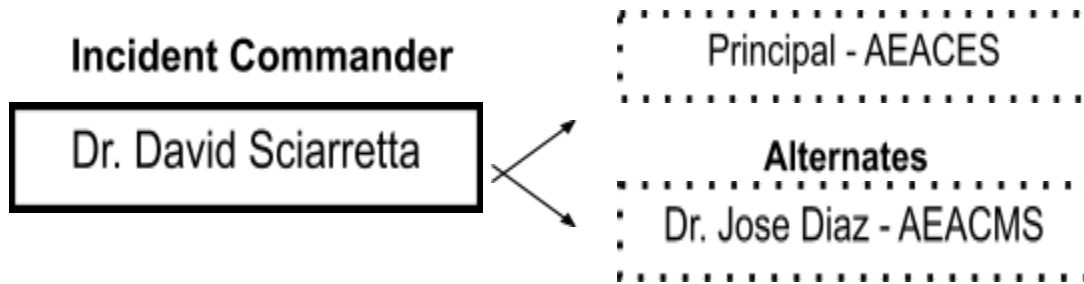 Incident Commander
Dr. David Sciarretta
Principal - AEACES
Alternates
Dr. Jose Diaz - AEACMS